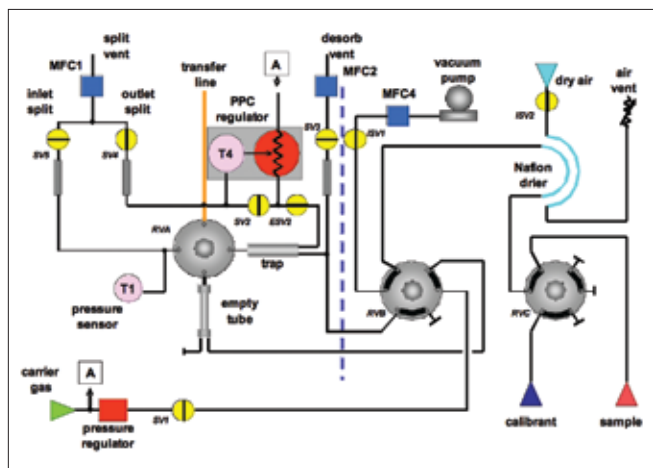 split
vent
MFC1
inlet
split
outlet
split
SV5
SV4
transfer
line
A
PPC
regulator
T4
desorb
vent
MFC2
SV3
ISV1
MFC4
vacuum
pump
dry air
ISV2
air
vent
Nafion
drier
RVA
SV2
ESV2
trap
T1
pressure
sensor
empty
tube
RVB
RVC
carrier
gas
A
pressure
regulator
SV1
calibrant
sample